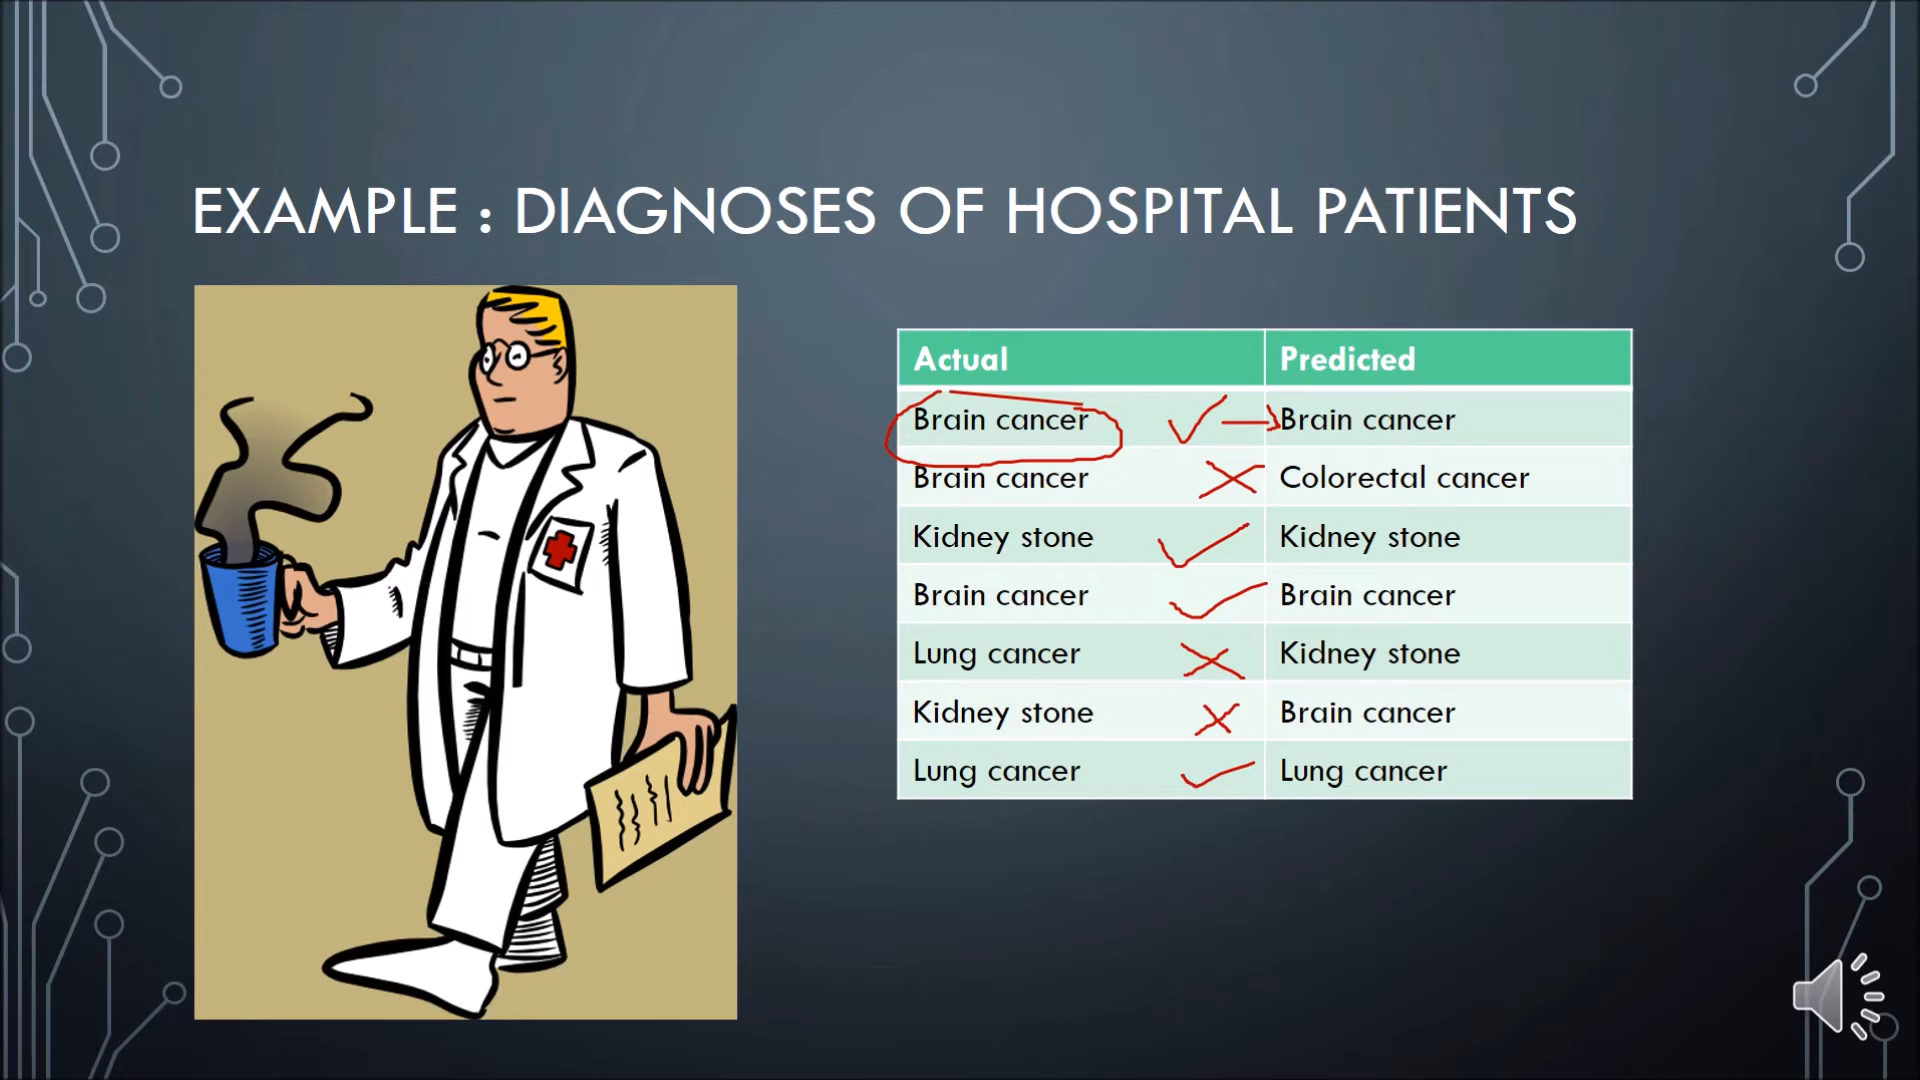 EXAMPLE : DIAGNOSES OF HOSPITAL PATIENTS
Actual Predicted
Brain cancer Brain cancer
Brain cancer Colorectal cancer
Kidney stone Kidney stone
Brain cancer Brain cancer
Lung cancer Kidney stone
Kidney stone Brain cancer
Lung cancer Lung cancer